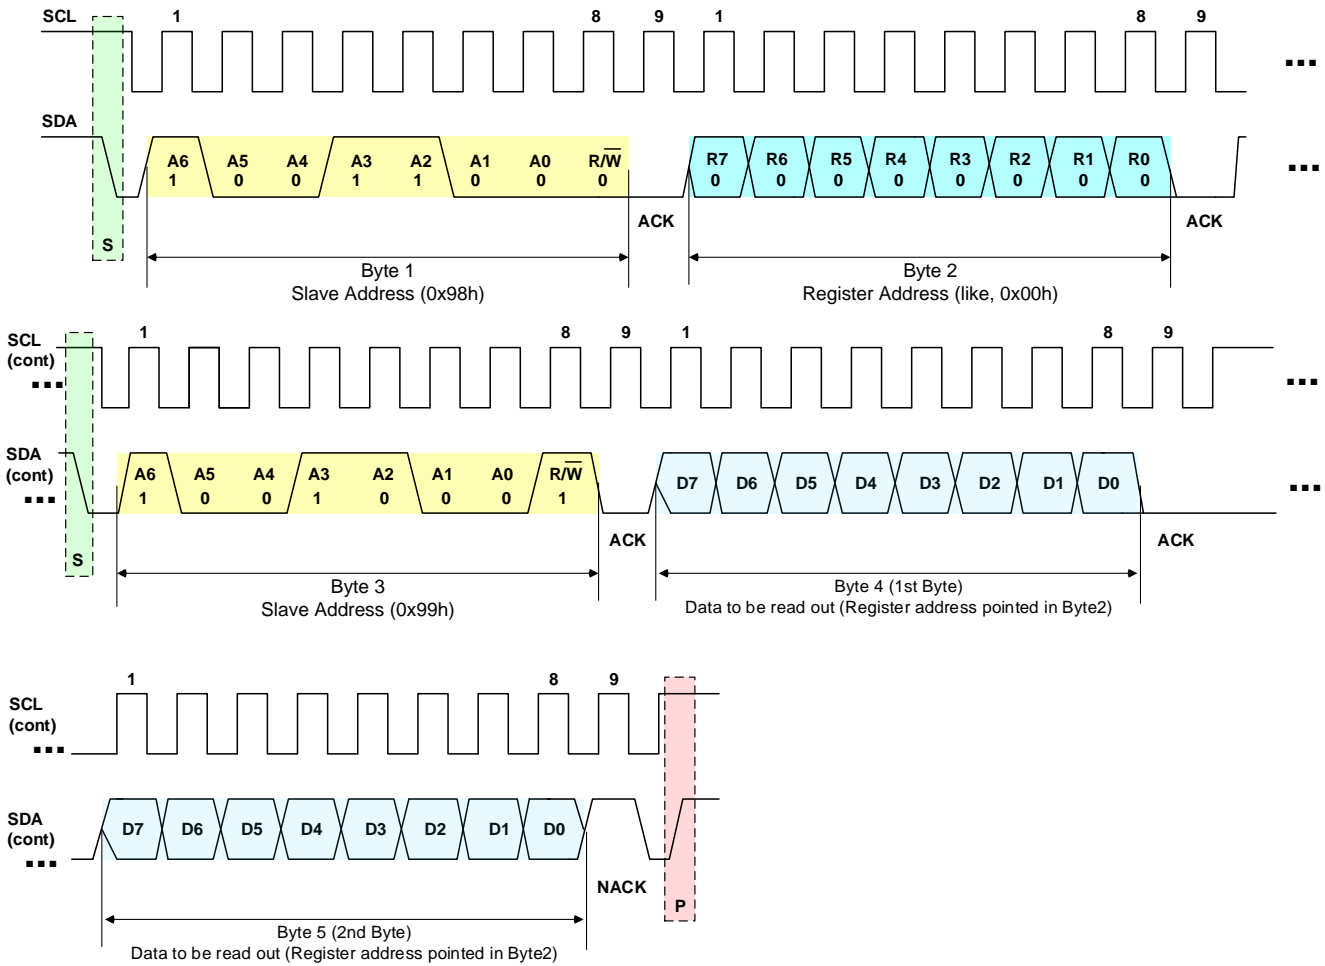 SCL 1 8 9 1 8 9
...
SDA
A6 A5 A4 A3 A2 A1 A0 R/W̅ R7 R6 R5 R4 R3 R2 R1 R0
1 0 0 1 1 0 0 0 0 0 0 0 0 0 0 0
...
ACK ACK
S
Byte 1 Byte 2
Slave Address (0x98h) Register Address (like, 0x00h)
SCL 1 8 9 1 8 9
(cont)
... ...
SDA
(cont)
A6 A5 A4 A3 A2 A1 A0 R/W̅ D7 D6 D5 D4 D3 D2 D1 D0
1 0 0 1 0 0 0 1
... ...
ACK ACK
S
Byte 3 Byte 4 (1st Byte)
Slave Address (0x99h) Data to be read out (Register address pointed in Byte2)
1 8 9
SCL
(cont)
...
SDA
(cont)
D7 D6 D5 D4 D3 D2 D1 D0
...
NACK P
Byte 5 (2nd Byte)
Data to be read out (Register address pointed in Byte2)